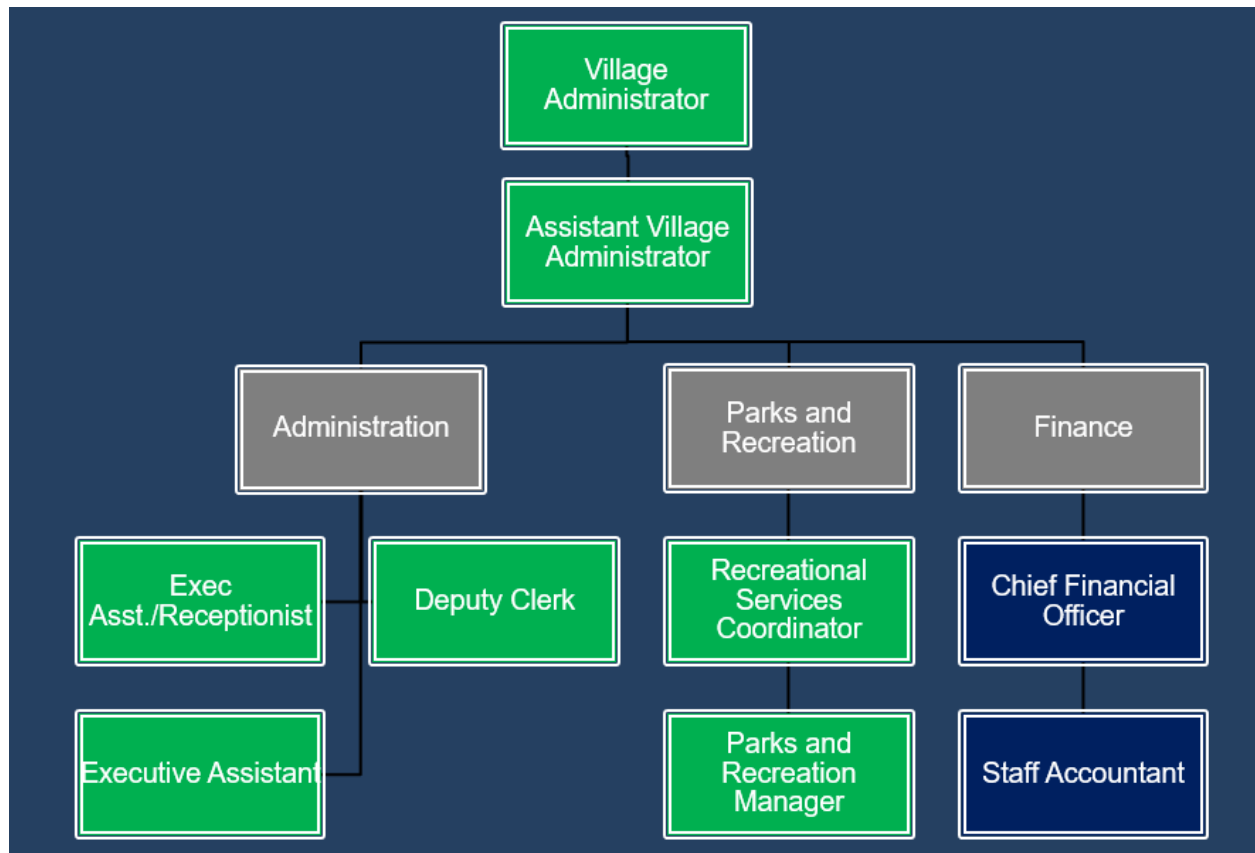 Village
Administrator
Assistant Village
Administrator
Administration
Parks and
Recreation
Finance
Exec
Asst./Receptionist
Deputy Clerk
Recreational
Services
Coordinator
Chief Financial
Officer
Executive Assistant
Parks and
Recreation
Manager
Staff Accountant